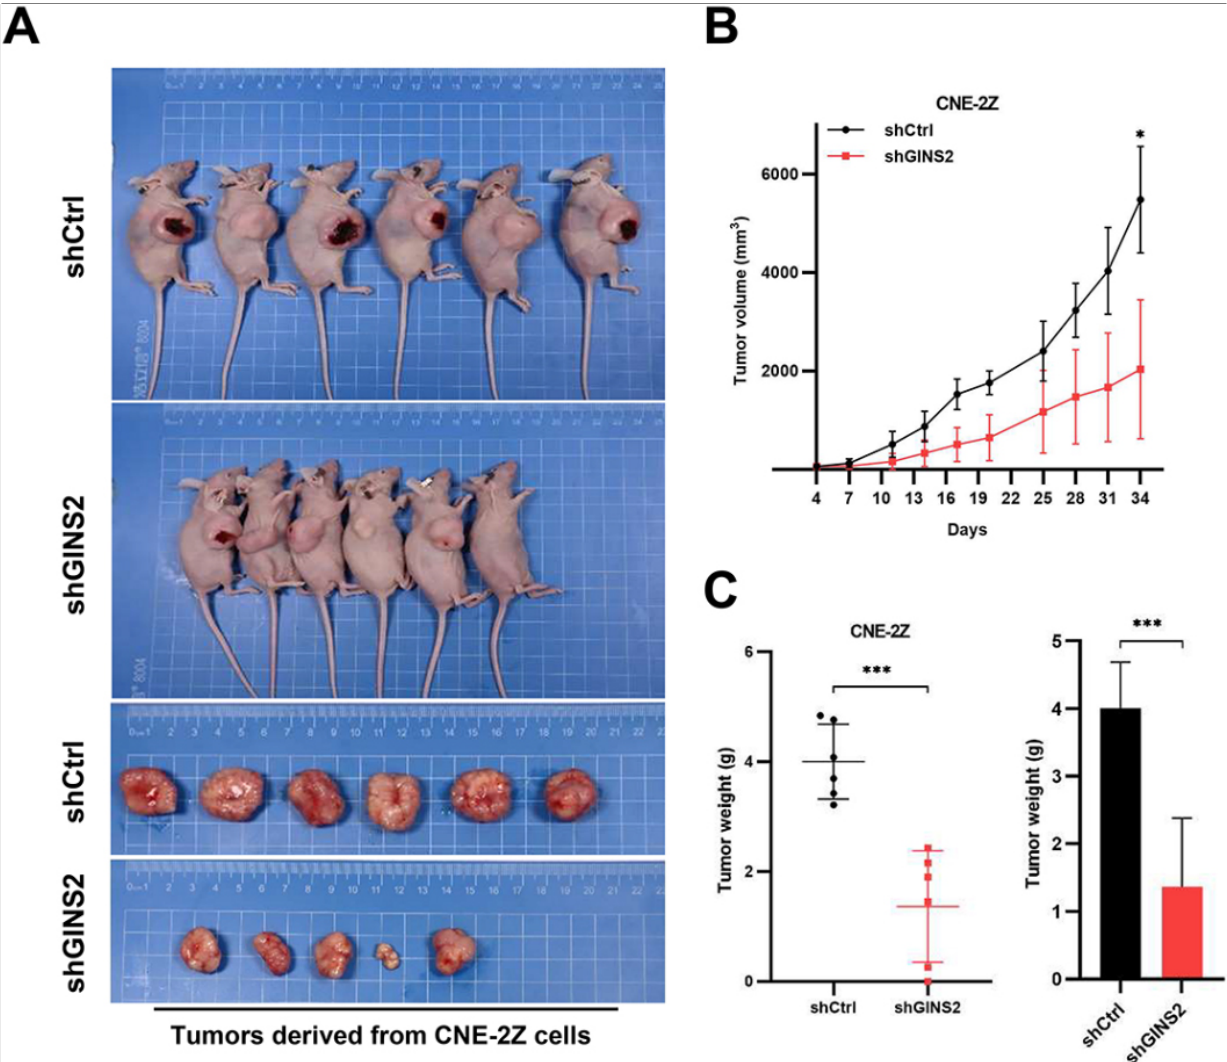 A
shCtrl
shGINS2
shCtrl
shGINS2
Tumors derived from CNE-2Z cells
B
CNE-2Z
shCtrl
shGINS2
*
Tumor volume (mm³)
6000
4000
2000
4 7 10 13 16 19 22 25 28 31 34
Days
C
CNE-2Z
***
Tumor weight (g)
6
4
2
0
shCtrl shGINS2
***
Tumor weight (g)
5
4
3
2
1
0
shCtrl
shGINS2